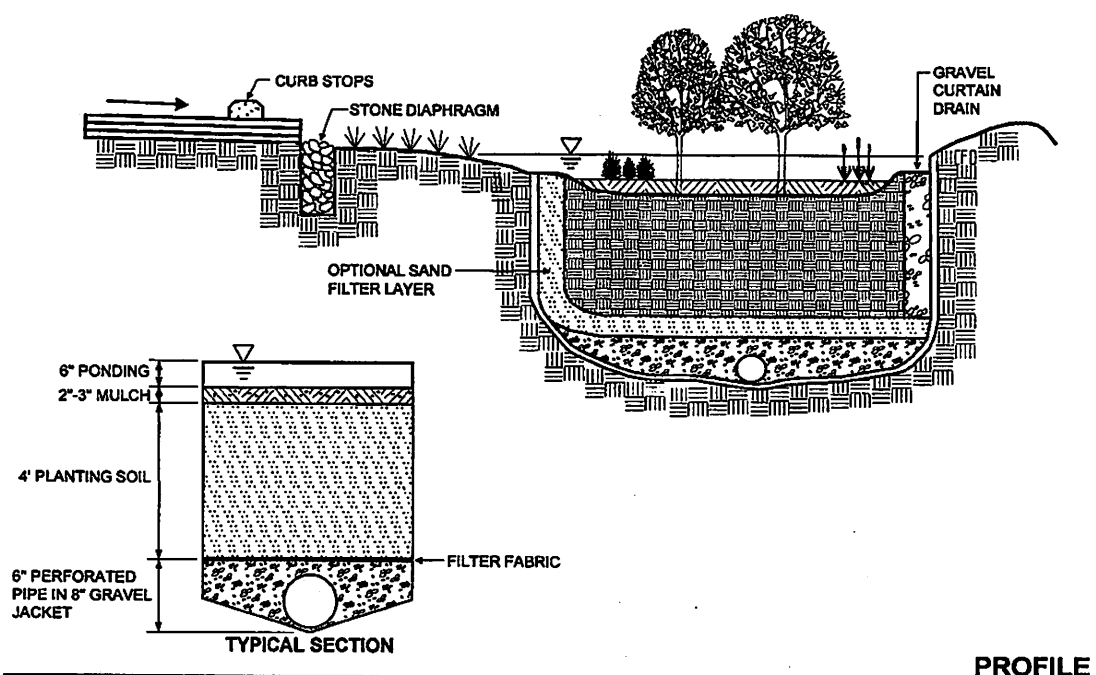 CURB STOPS
STONE DIAPHRAGM
GRAVEL
CURTAIN
DRAIN
OPTIONAL SAND
FILTER LAYER
6" PONDING
2"-3" MULCH
4' PLANTING SOIL
FILTER FABRIC
6" PERFORATED
PIPE IN 8" GRAVEL
JACKET
TYPICAL SECTION
PROFILE